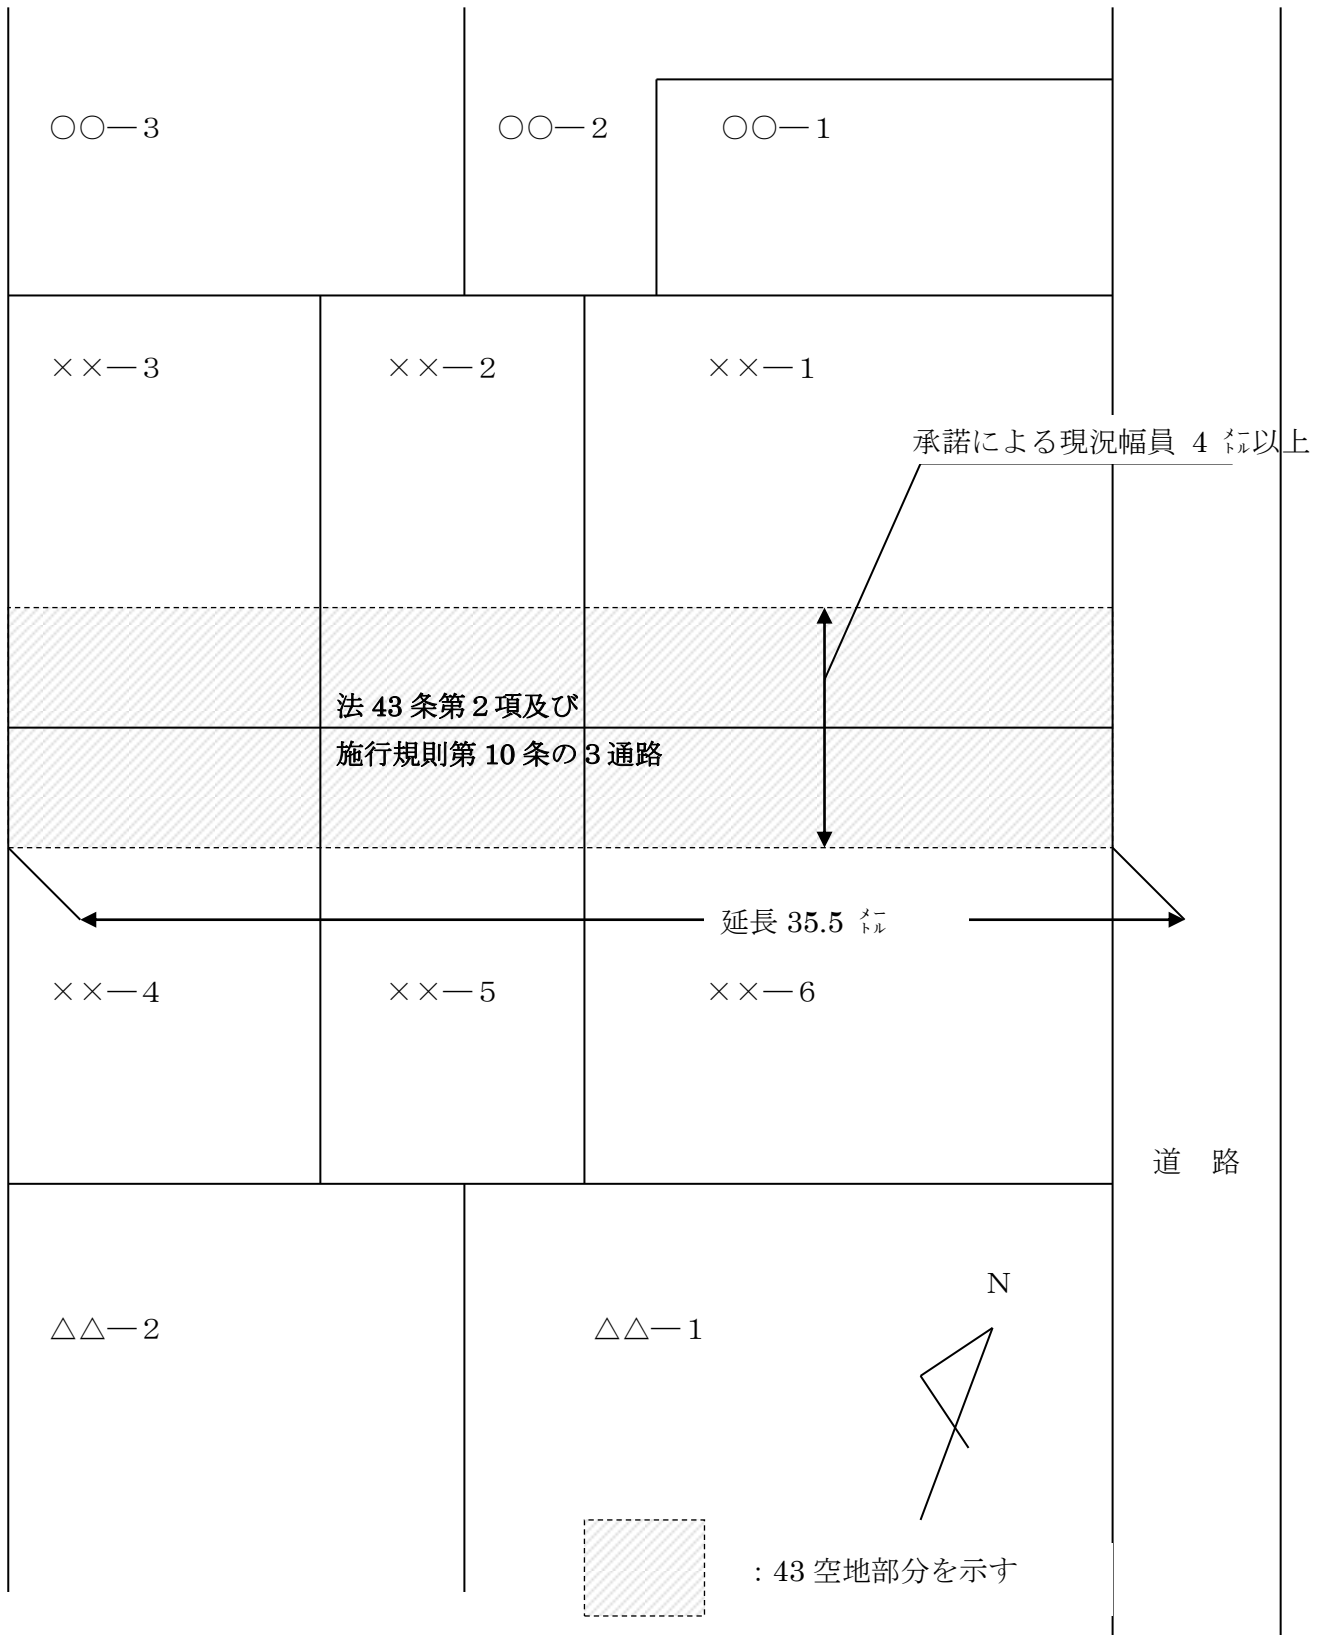 ○○―３
○○―２
○○―１
××―３
××―２
××―１
承諾による現況幅員 4 ㍍以上
法 43 条第２項及び
施行規則第 10 条の３通路
延長 35.5 ㍍
××―４
××―５
××―６
道　路
N
△△―２
△△―１
: 43 空地部分を示す